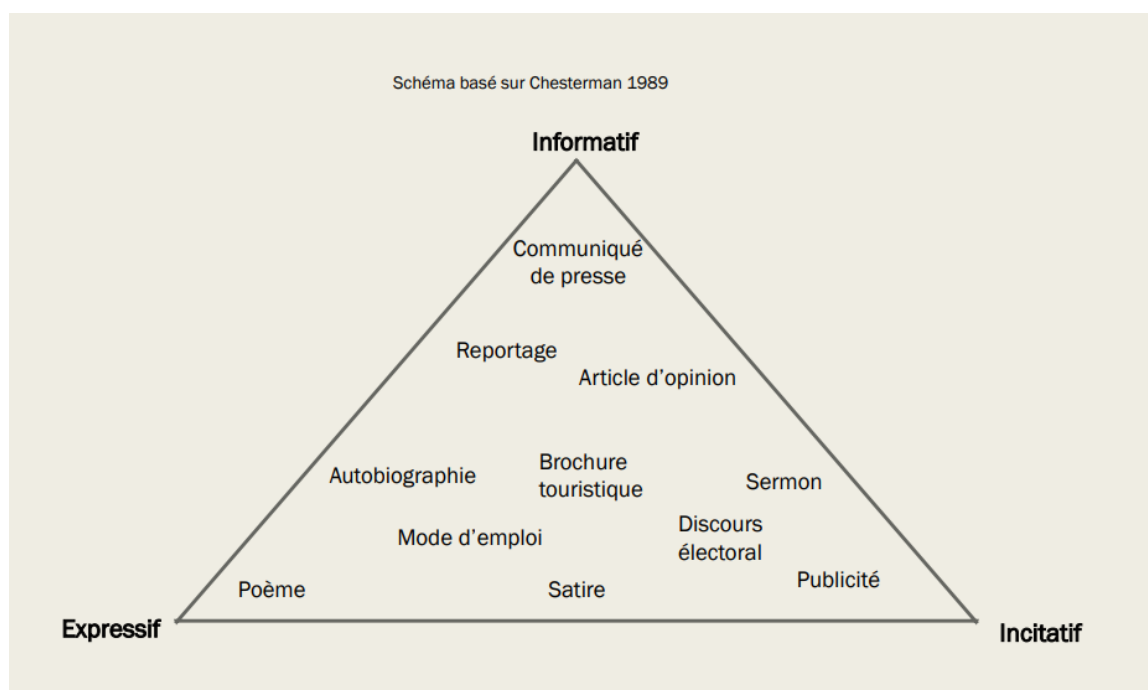 Schéma basé sur Chesterman 1989
Informatif
Communiqué
de presse
Reportage
Article d’opinion
Autobiographie
Brochure
touristique
Sermon
Mode d’emploi
Discours
électoral
Poème
Satire
Publicité
Expressif
Incitatif